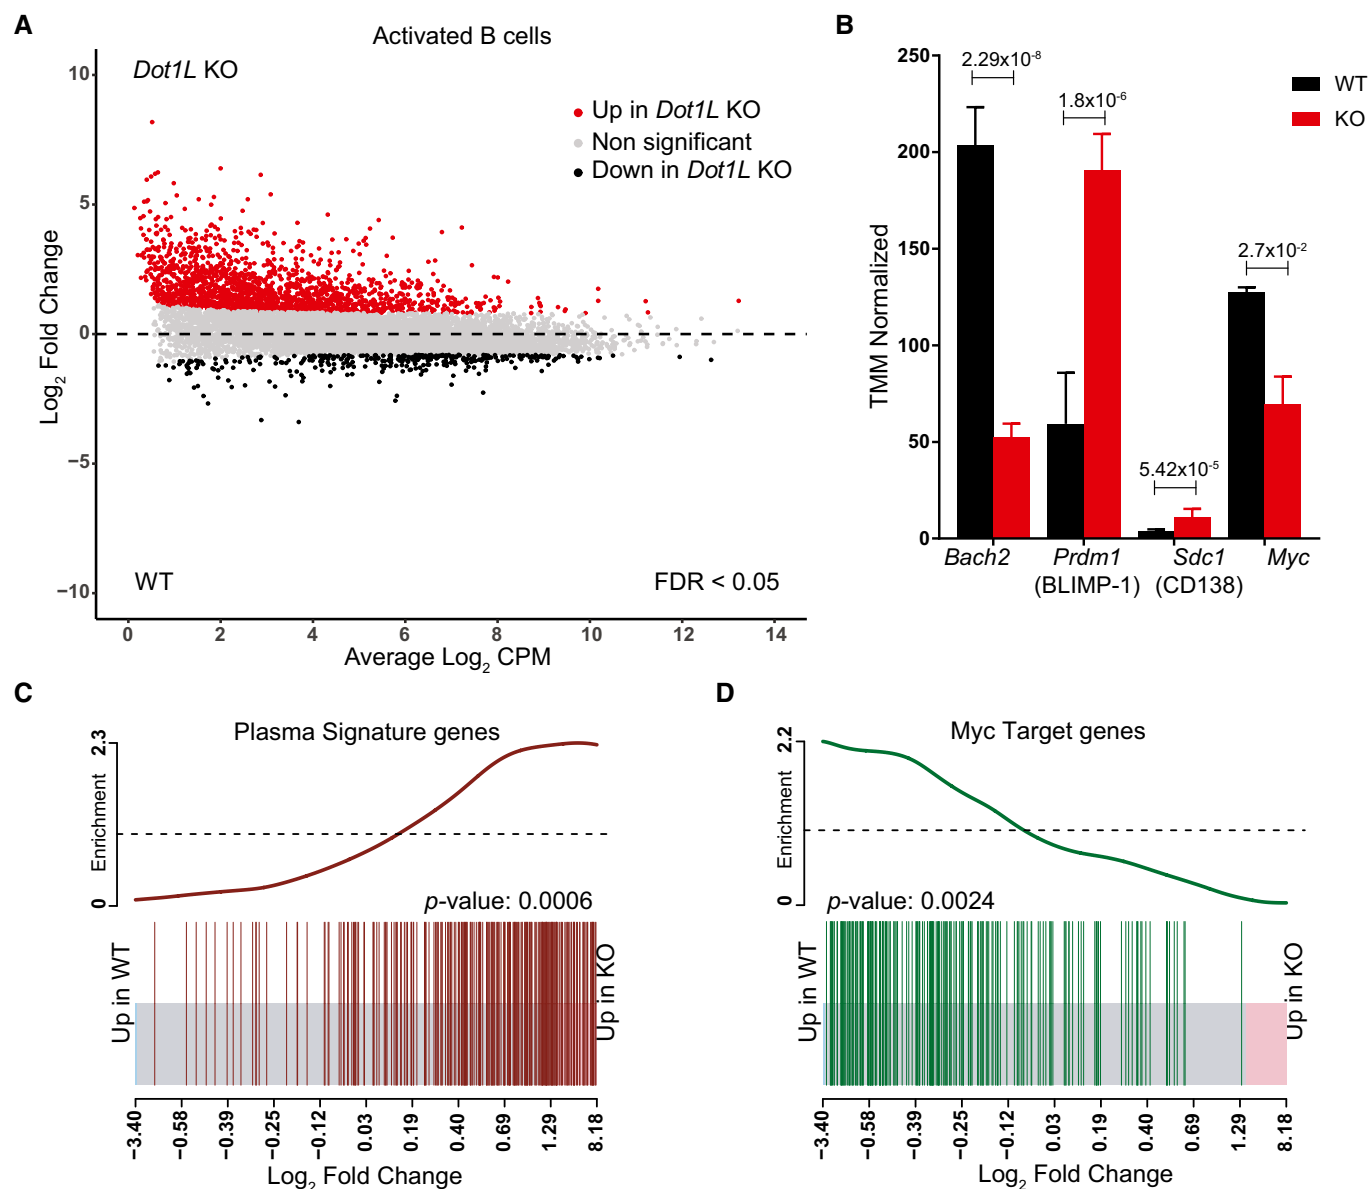 A
Activated B cells
Dot1L KO
Up in Dot1L KO
Non significant
Down in Dot1L KO
10
5
0
−5
−10
Log2 Fold Change
WT
FDR < 0.05
0 2 4 6 8 10 12 14
Average Log2 CPM
B
WT
KO
250
200
150
100
50
0
TMM Normalized
2.29x10-8
1.8x10-6
5.42x10-5
2.7x10-2
Bach2 Prdm1 Sdc1 Myc
(BLIMP-1) (CD138)
C
Plasma Signature genes
2.3
0
Enrichment
p-value: 0.0006
Up in WT
Up in KO
−3.40 −0.58 −0.39 −0.25 −0.12 0.03 0.19 0.40 0.69 1.29 8.18
Log2 Fold Change
D
Myc Target genes
2.2
0
Enrichment
p-value: 0.0024
Up in WT
Up in KO
−3.40 −0.58 −0.39 −0.25 −0.12 0.03 0.19 0.40 0.69 1.29 8.18
Log2 Fold Change